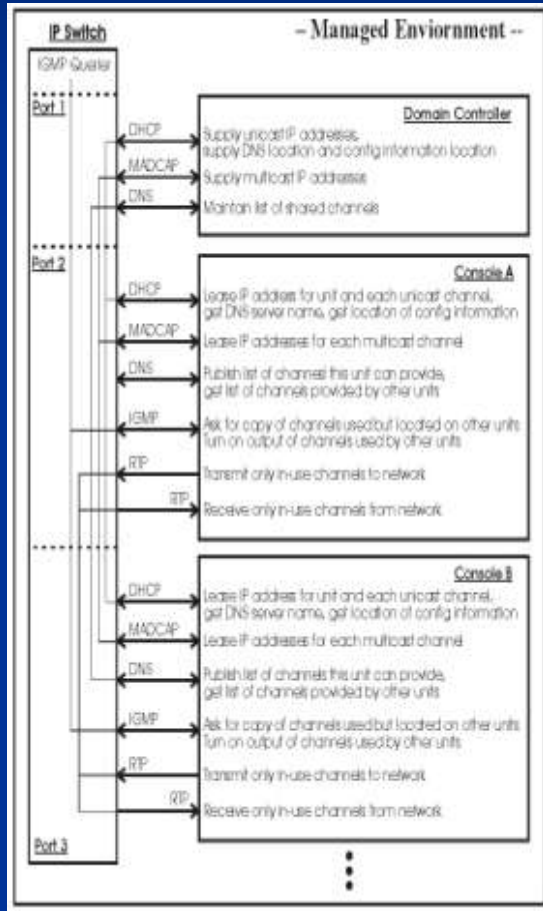 IP Switch
-- Managed Enviornment --
IGMP Querier
Port 1
Domain Controller
DHCP
Supply unicast IP addresses,
supply DNS location and config information location
MADCAP
Supply multicast IP addresses
DNS
Maintain list of shared channels
Port 2
Console A
DHCP
Lease IP address for unit and each unicast channel,
get DNS server name, get location of config information
MADCAP
Lease IP addresses for each multicast channel
DNS
Publish list of channels this unit can provide,
get list of channels provided by other units
IGMP
Ask for copy of channels used but located on other units
Turn on output of channels used by other units
RTP
Transmit only in-use channels to network
RTP
Receive only in-use channels from network
Console B
DHCP
Lease IP address for unit and each unicast channel,
get DNS server name, get location of config information
MADCAP
Lease IP addresses for each multicast channel
DNS
Publish list of channels this unit can provide,
get list of channels provided by other units
IGMP
Ask for copy of channels used but located on other units
Turn on output of channels used by other units
RTP
Transmit only in-use channels to network
RTP
Receive only in-use channels from network
Port 3